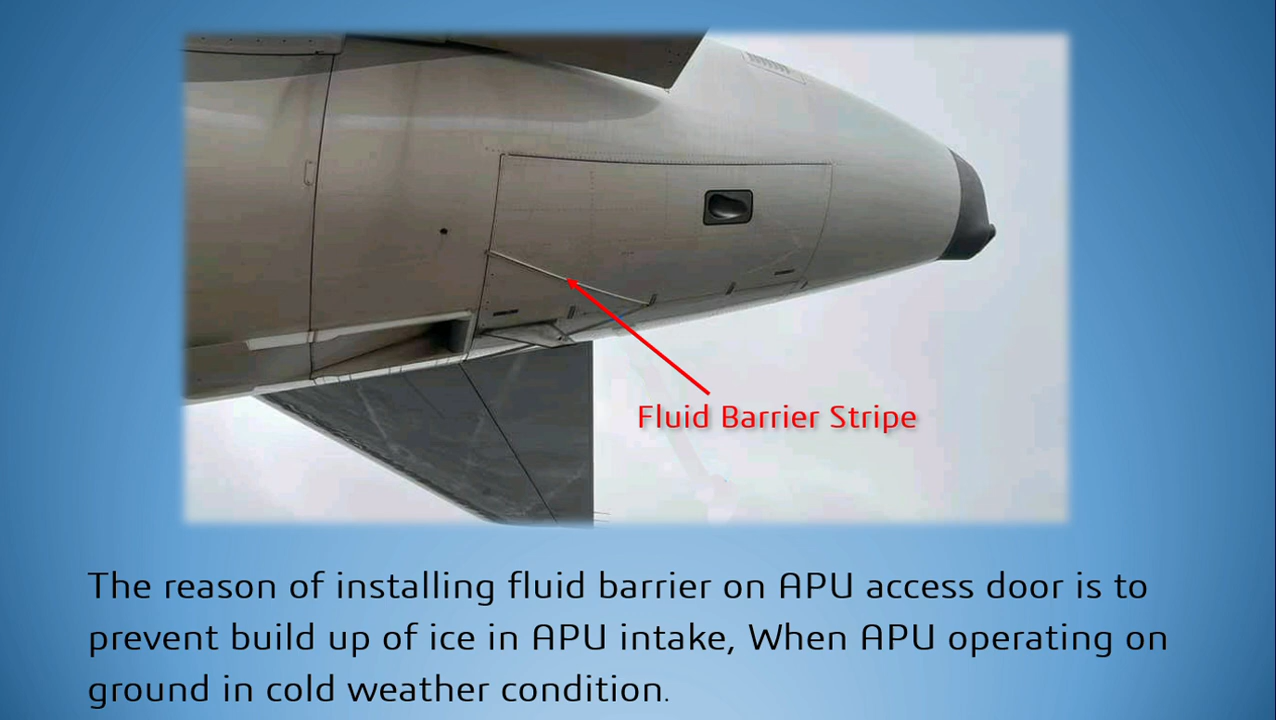 Fluid Barrier Stripe
The reason of installing fluid barrier on APU access door is to
prevent build up of ice in APU intake, When APU operating on
ground in cold weather condition.